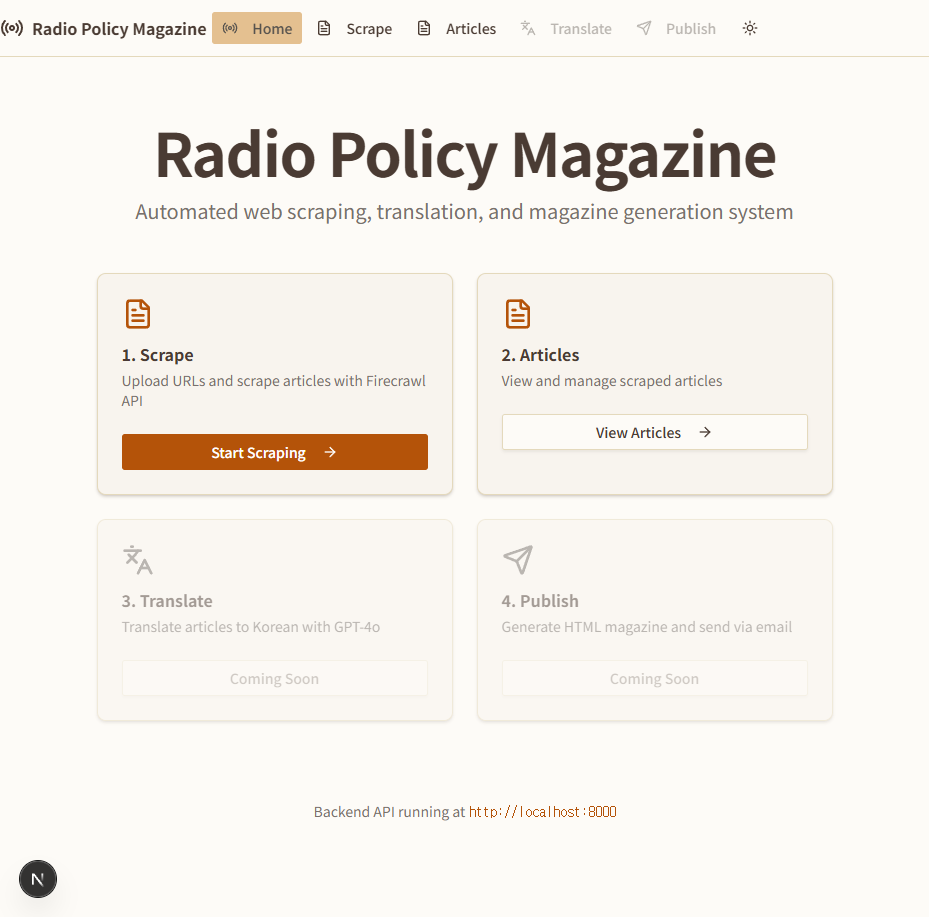 Radio Policy Magazine Home Scrape Articles Translate Publish
Radio Policy Magazine
Automated web scraping, translation, and magazine generation system
1. Scrape
Upload URLs and scrape articles with Firecrawl
API
Start Scraping
2. Articles
View and manage scraped articles
View Articles
3. Translate
Translate articles to Korean with GPT-4o
Coming Soon
4. Publish
Generate HTML magazine and send via email
Coming Soon
Backend API running at http://localhost:8000
N